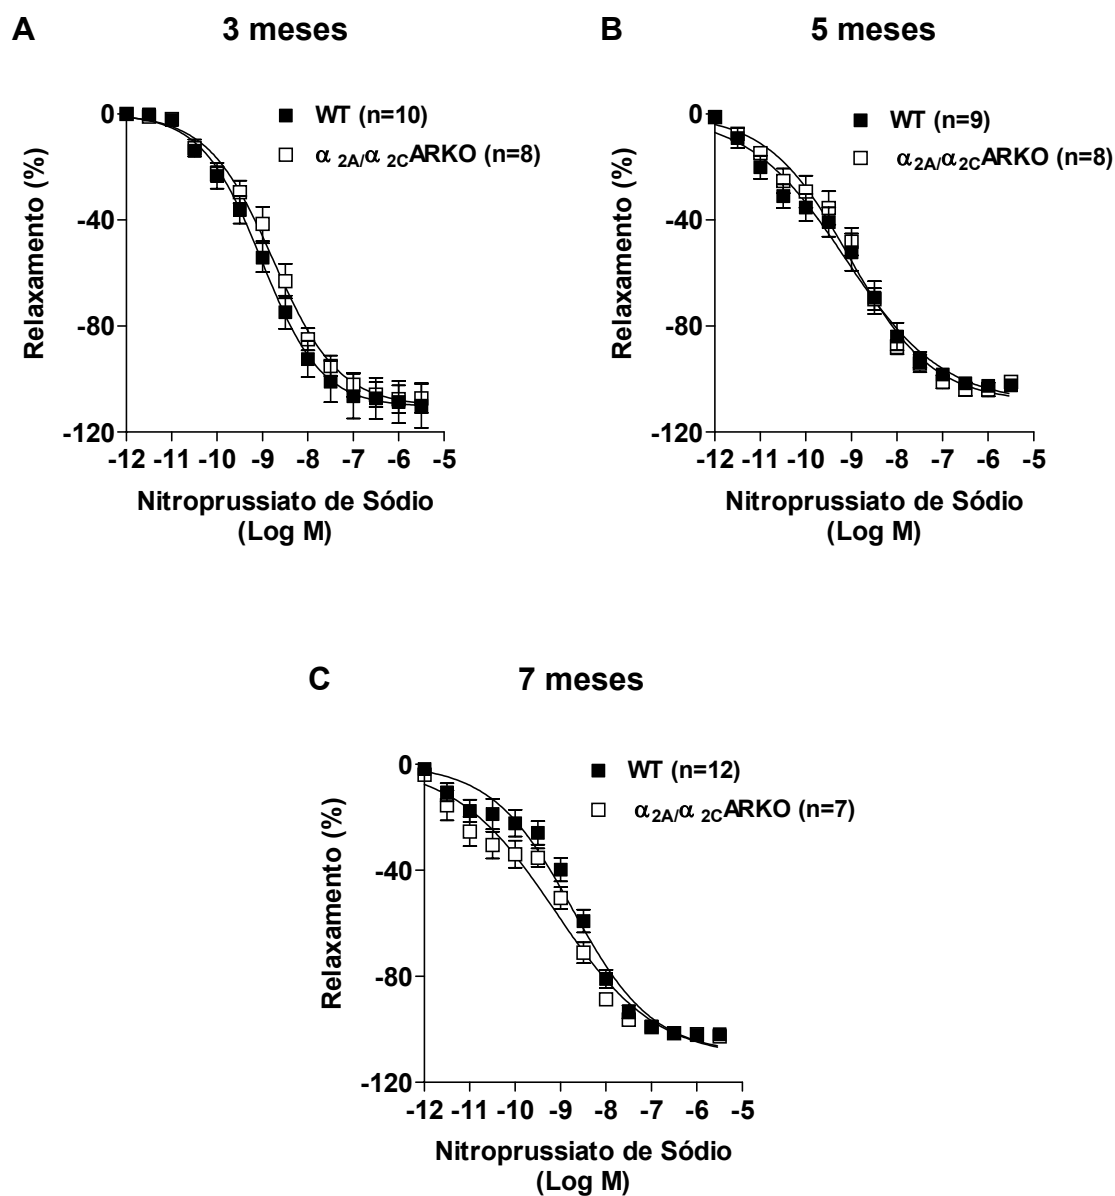 A
3 meses
WT (n=10)
α 2A/α 2CARKO (n=8)
0
-40
-80
-120
Relaxamento (%)
-12 -11 -10 -9 -8 -7 -6 -5
Nitroprussiato de Sódio
(Log M)
B
5 meses
WT (n=9)
α2A/α2CARKO (n=8)
0
-40
-80
-120
Relaxamento (%)
-12 -11 -10 -9 -8 -7 -6 -5
Nitroprussiato de Sódio
(Log M)
C
7 meses
WT (n=12)
α2A/α 2CARKO (n=7)
0
-40
-80
-120
Relaxamento (%)
-12 -11 -10 -9 -8 -7 -6 -5
Nitroprussiato de Sódio
(Log M)